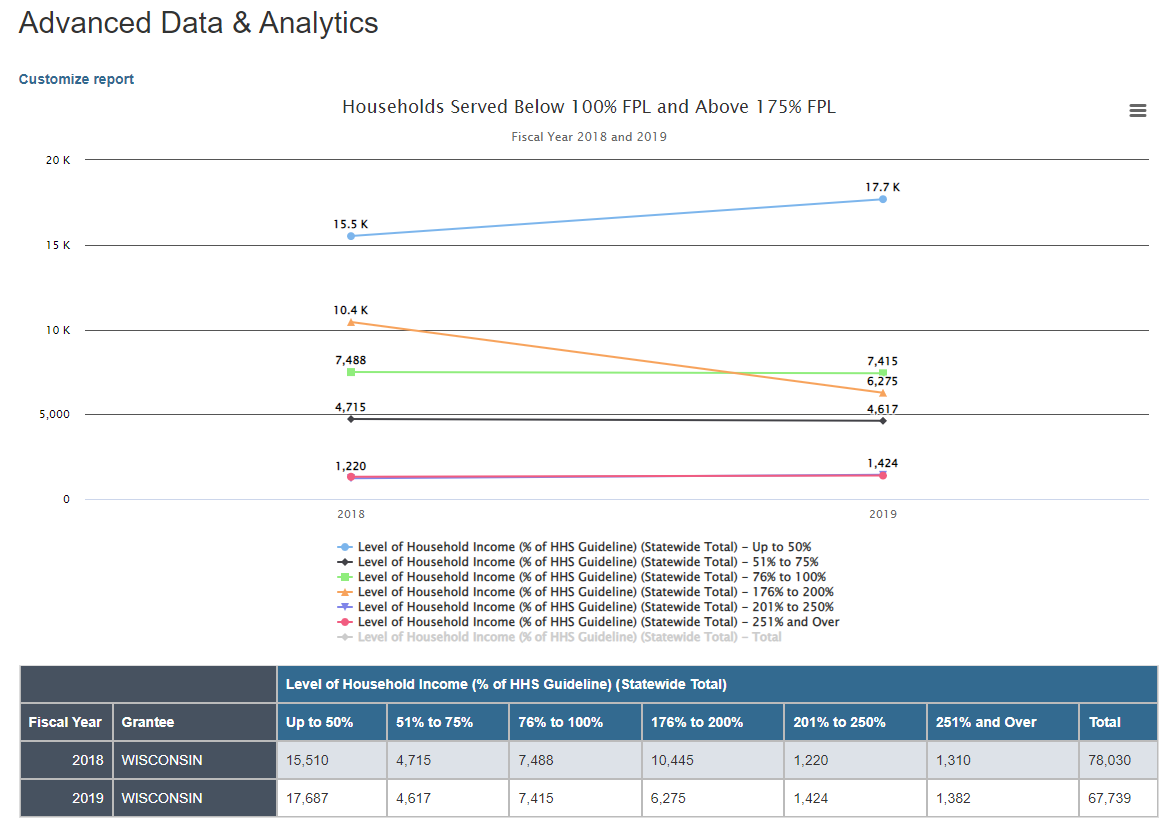 Advanced Data & Analytics
Customize report
Households Served Below 100% FPL and Above 175% FPL
Fiscal Year 2018 and 2019
20 K
15 K
10 K
5,000
0
15.5 K
17.7 K
10.4 K
7,488
7,415
6,275
4,715
4,617
1,220
1,424
2018
2019
Level of Household Income (% of HHS Guideline) (Statewide Total) – Up to 50%
Level of Household Income (% of HHS Guideline) (Statewide Total) – 51% to 75%
Level of Household Income (% of HHS Guideline) (Statewide Total) – 76% to 100%
Level of Household Income (% of HHS Guideline) (Statewide Total) – 176% to 200%
Level of Household Income (% of HHS Guideline) (Statewide Total) – 201% to 250%
Level of Household Income (% of HHS Guideline) (Statewide Total) – 251% and Over
Level of Household Income (% of HHS Guideline) (Statewide Total) – Total
Level of Household Income (% of HHS Guideline) (Statewide Total)
Fiscal Year Grantee Up to 50% 51% to 75% 76% to 100% 176% to 200% 201% to 250% 251% and Over Total
2018 WISCONSIN 15,510 4,715 7,488 10,445 1,220 1,310 78,030
2019 WISCONSIN 17,687 4,617 7,415 6,275 1,424 1,382 67,739